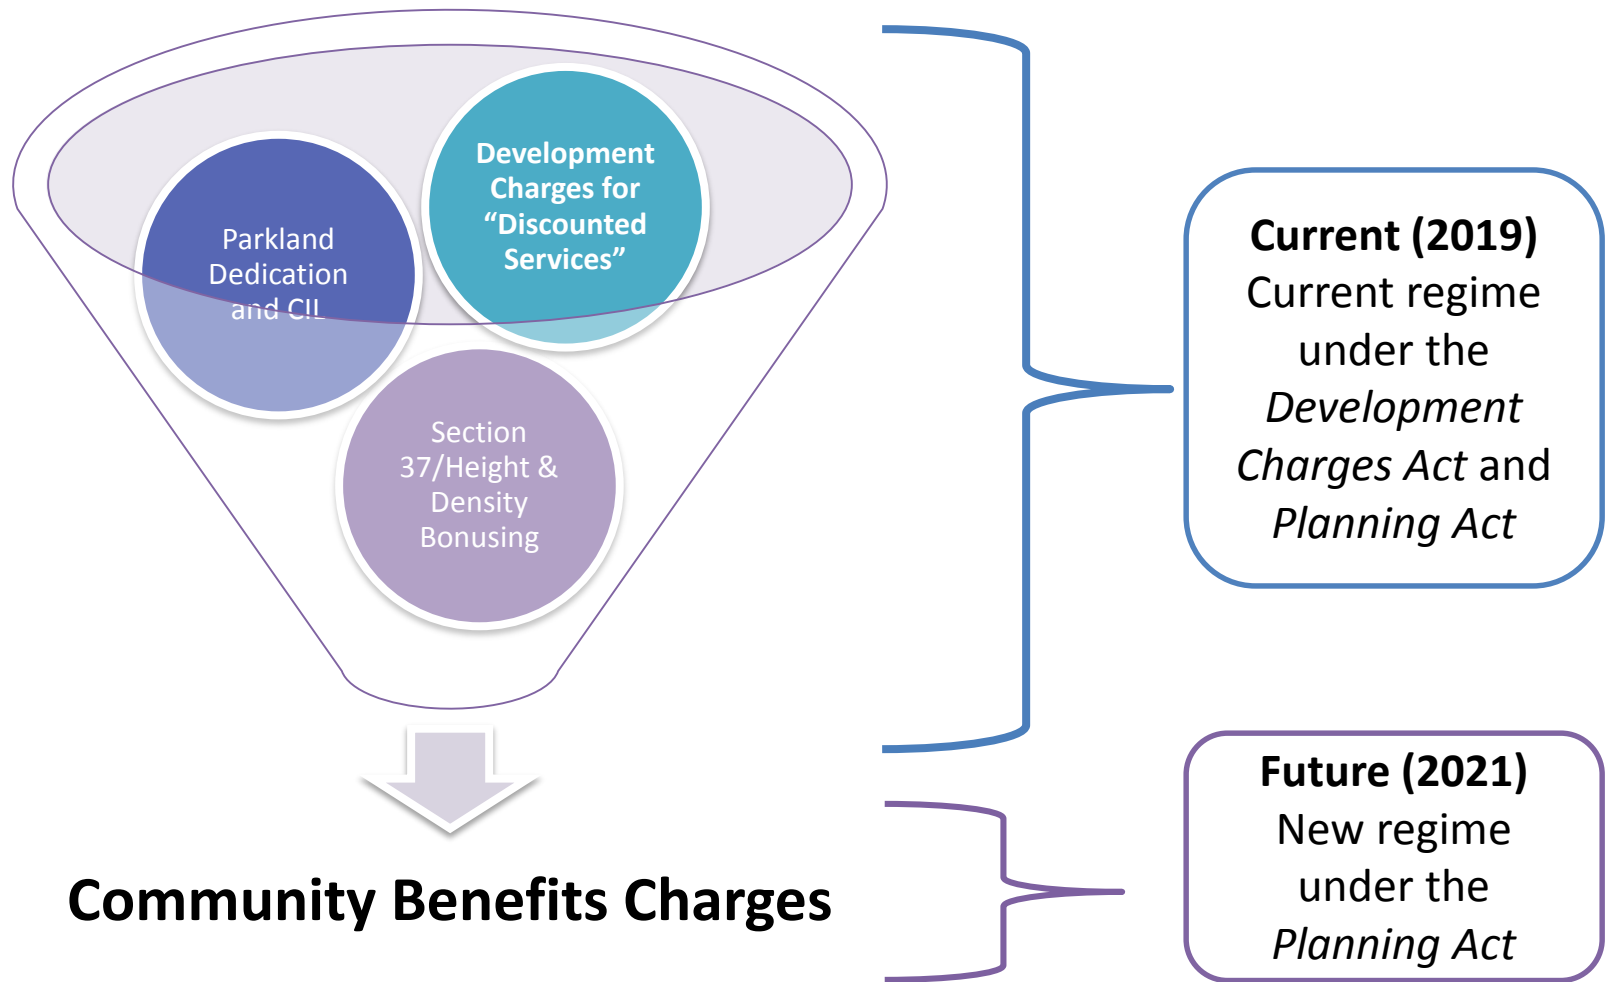 Parkland
Dedication
and CIL
Development
Charges for
“Discounted
Services”
Section
37/Height &
Density
Bonusing
Community Benefits Charges
Current (2019)
Current regime
under the
Development
Charges Act and
Planning Act
Future (2021)
New regime
under the
Planning Act